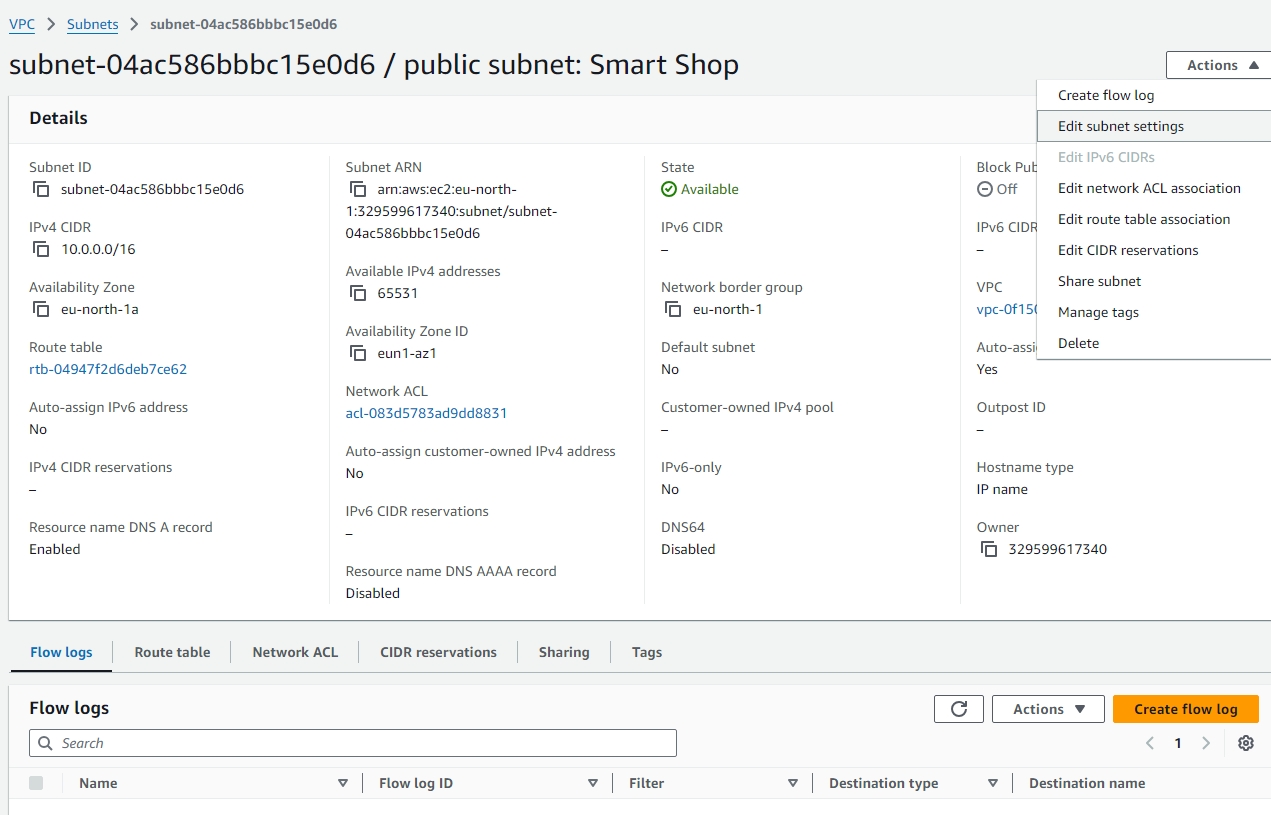 VPC > Subnets > subnet-04ac586bbbc15e0d6
subnet-04ac586bbbc15e0d6 / public subnet: Smart Shop
Actions
Create flow log
Edit subnet settings
Edit IPv6 CIDRs
Edit network ACL association
Edit route table association
Edit CIDR reservations
Share subnet
Manage tags
Delete
Details
Subnet ID
subnet-04ac586bbbc15e0d6
IPv4 CIDR
10.0.0.0/16
Availability Zone
eu-north-1a
Route table
rtb-04947f2d6deb7ce62
Auto-assign IPv6 address
No
IPv4 CIDR reservations
–
Resource name DNS A record
Enabled
Subnet ARN
arn:aws:ec2:eu-north-
1:329599617340:subnet/subnet-
04ac586bbbc15e0d6
Available IPv4 addresses
65531
Availability Zone ID
eun1-az1
Network ACL
acl-083d5783ad9dd8831
Auto-assign customer-owned IPv4 address
No
IPv6 CIDR reservations
–
Resource name DNS AAAA record
Disabled
State
Available
IPv6 CIDR
–
Network border group
eu-north-1
Default subnet
No
Customer-owned IPv4 pool
–
IPv6-only
No
DNS64
Disabled
Block Pub
Off
IPv6 CIDR
–
VPC
vpc-0f150
Auto-assi
Yes
Outpost ID
–
Hostname type
IP name
Owner
329599617340
Flow logs
Route table
Network ACL
CIDR reservations
Sharing
Tags
Flow logs
Actions
Create flow log
Search
1
Name
Flow log ID
Filter
Destination type
Destination name